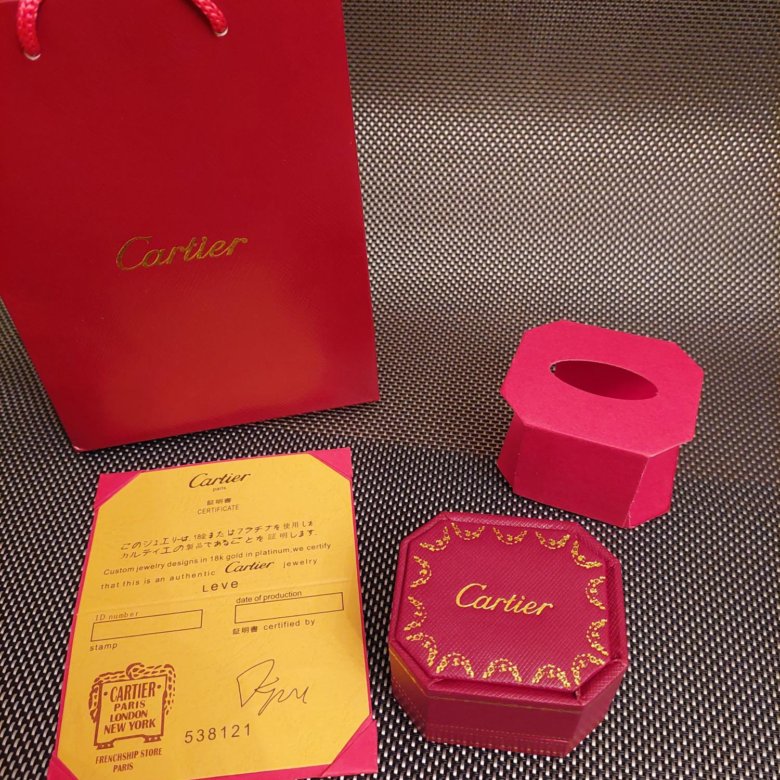 Cartier
Cartier
paris
証明書
CERTIFICATE
このジュエリーは 18金またはプラチナを使用した
カルティエの製品であることを証明します.
Custom jewelry designs in 18k gold in platinum,we certify
that this is an authentic Cartier jewelry
Leve
ID number
date of production
stamp
証明書 certified by
CARTIER
PARIS
LONDON
NEW YORK
FRENCHSHIP STORE
PARIS
538121
Cartier